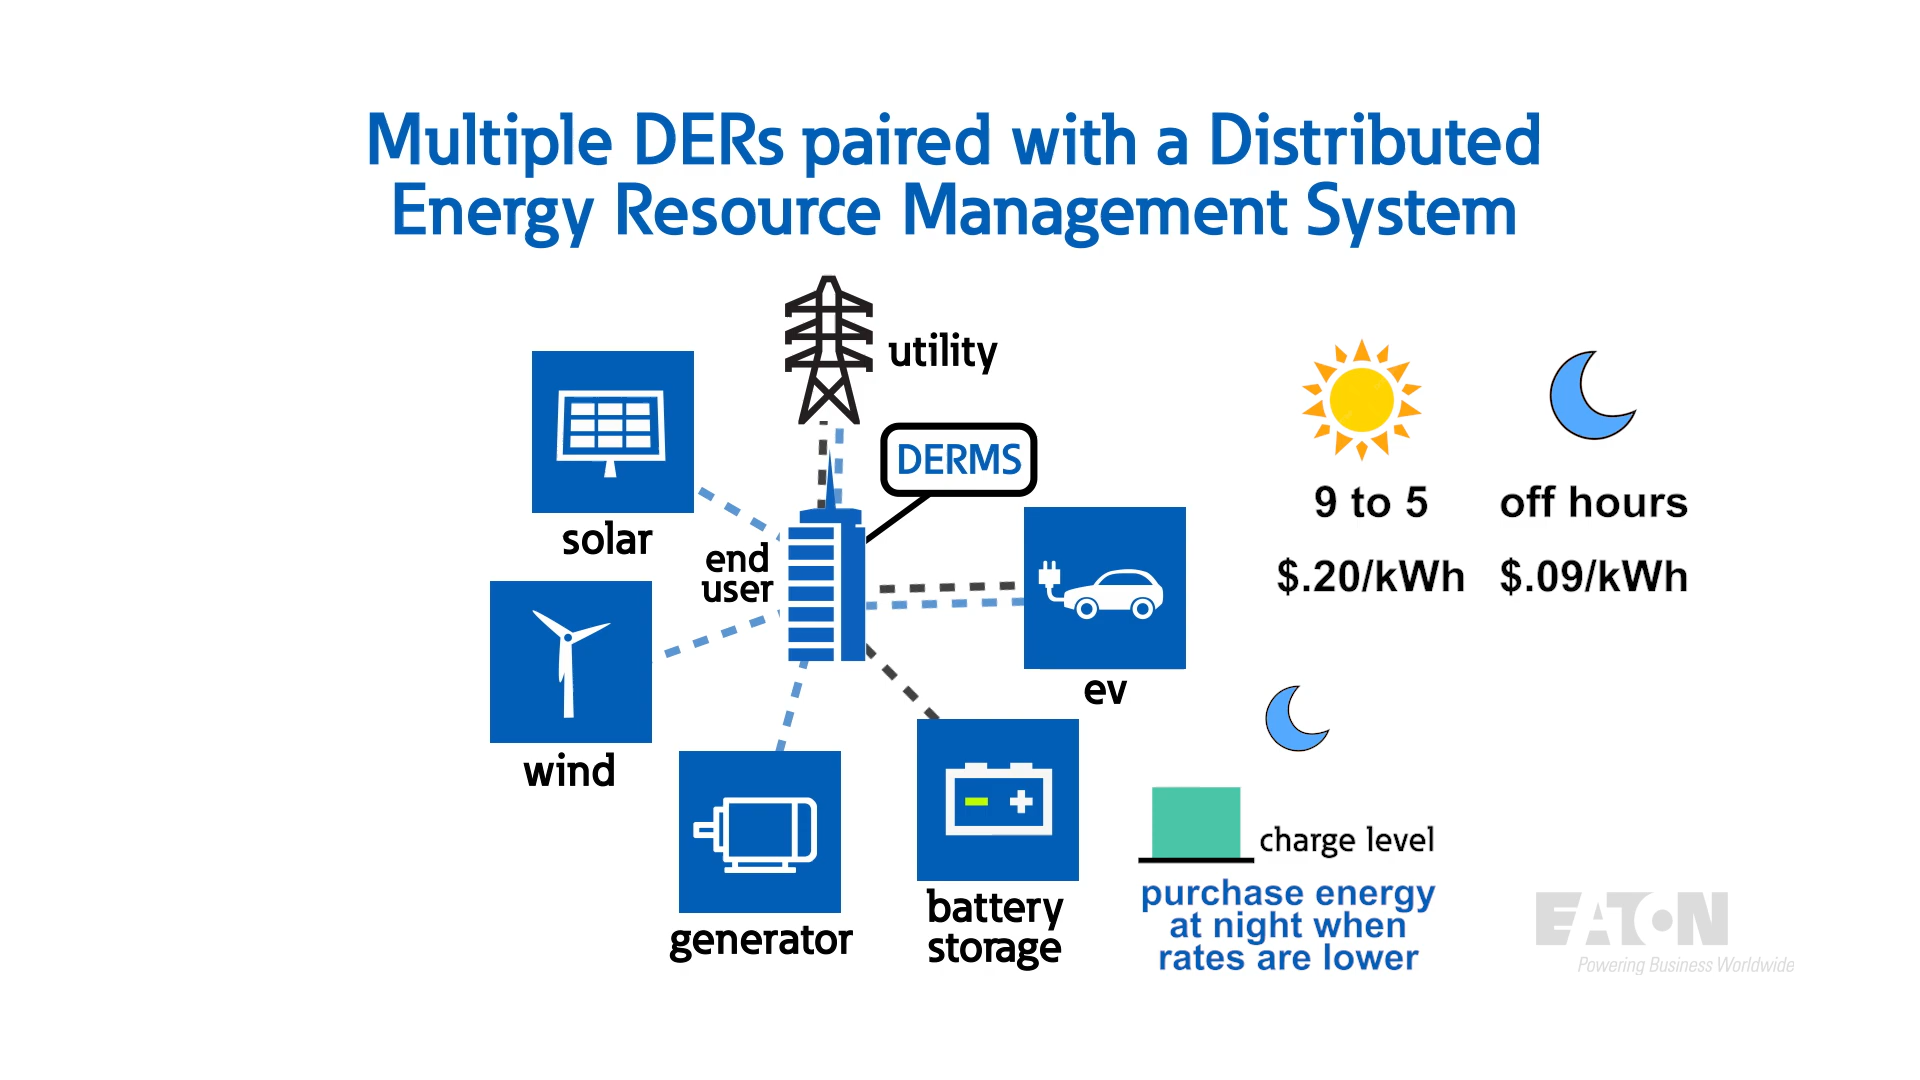 Multiple DERs paired with a Distributed
Energy Resource Management System
utility
DERMS
solar
end
user
wind
generator
battery
storage
ev
9 to 5
off hours
$.20/kWh
$.09/kWh
charge level
purchase energy
at night when
rates are lower
EATON
Powering Business Worldwide